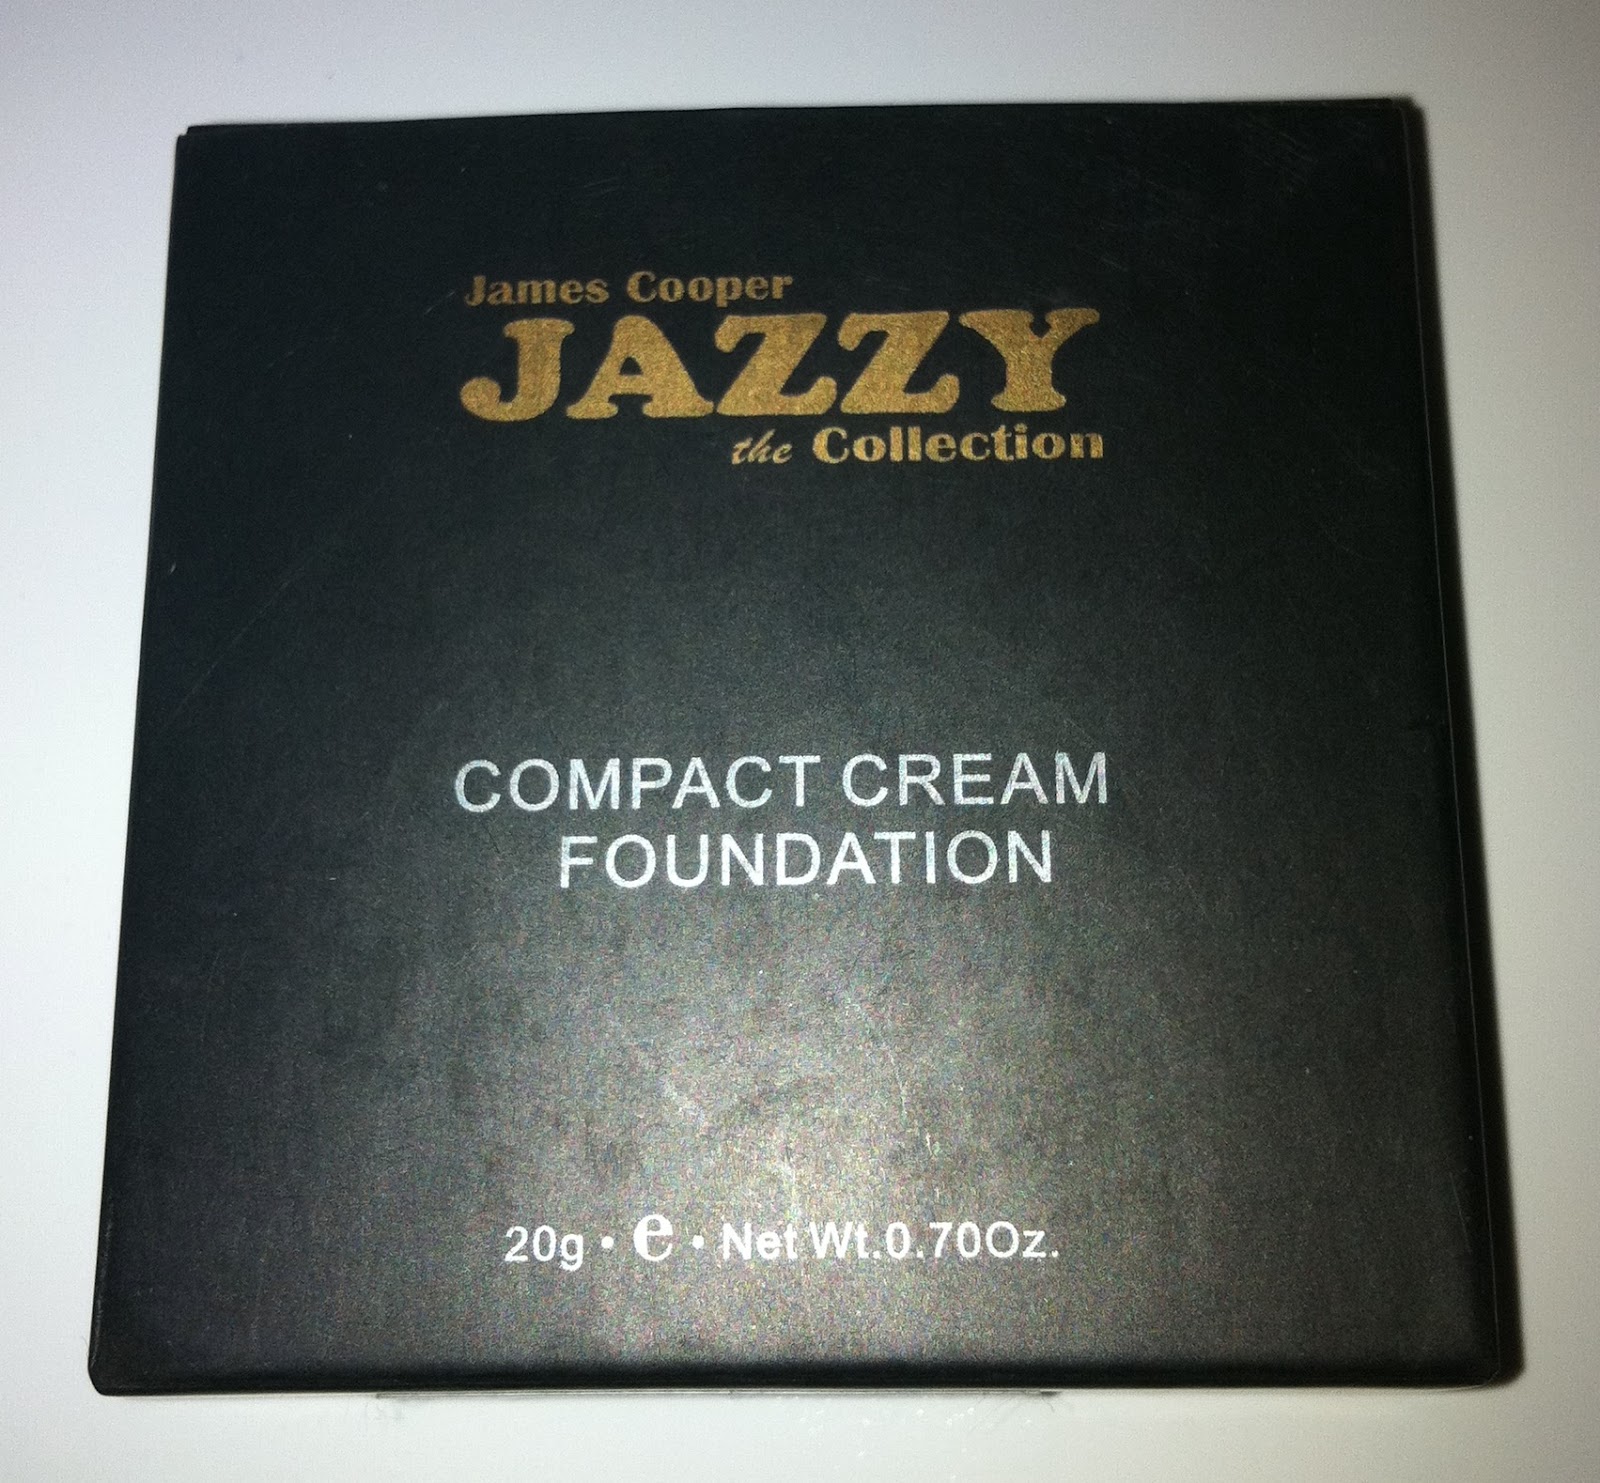 James Cooper
JAZZY
the Collection
COMPACT CREAM
FOUNDATION
20g • e • Net Wt.0.70Oz.